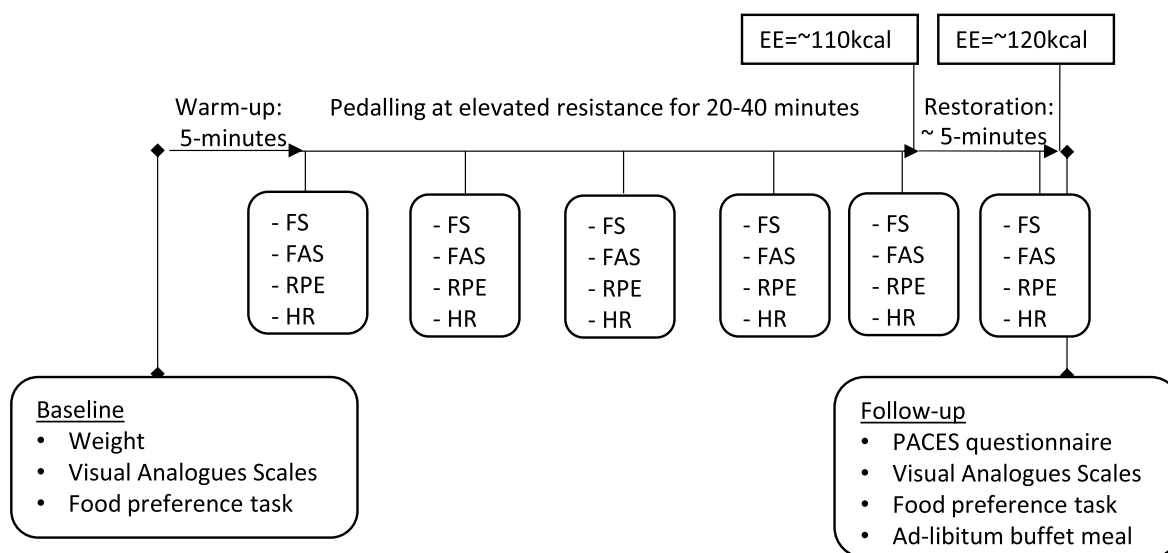 EE=~110kcal
EE=~120kcal
Warm-up:
5-minutes
Pedalling at elevated resistance for 20-40 minutes
Restoration:
~ 5-minutes
- FS
- FAS
- RPE
- HR
- FS
- FAS
- RPE
- HR
- FS
- FAS
- RPE
- HR
- FS
- FAS
- RPE
- HR
- FS
- FAS
- RPE
- HR
- FS
- FAS
- RPE
- HR
Baseline
• Weight
• Visual Analogues Scales
• Food preference task
Follow-up
• PACES questionnaire
• Visual Analogues Scales
• Food preference task
• Ad-libitum buffet meal